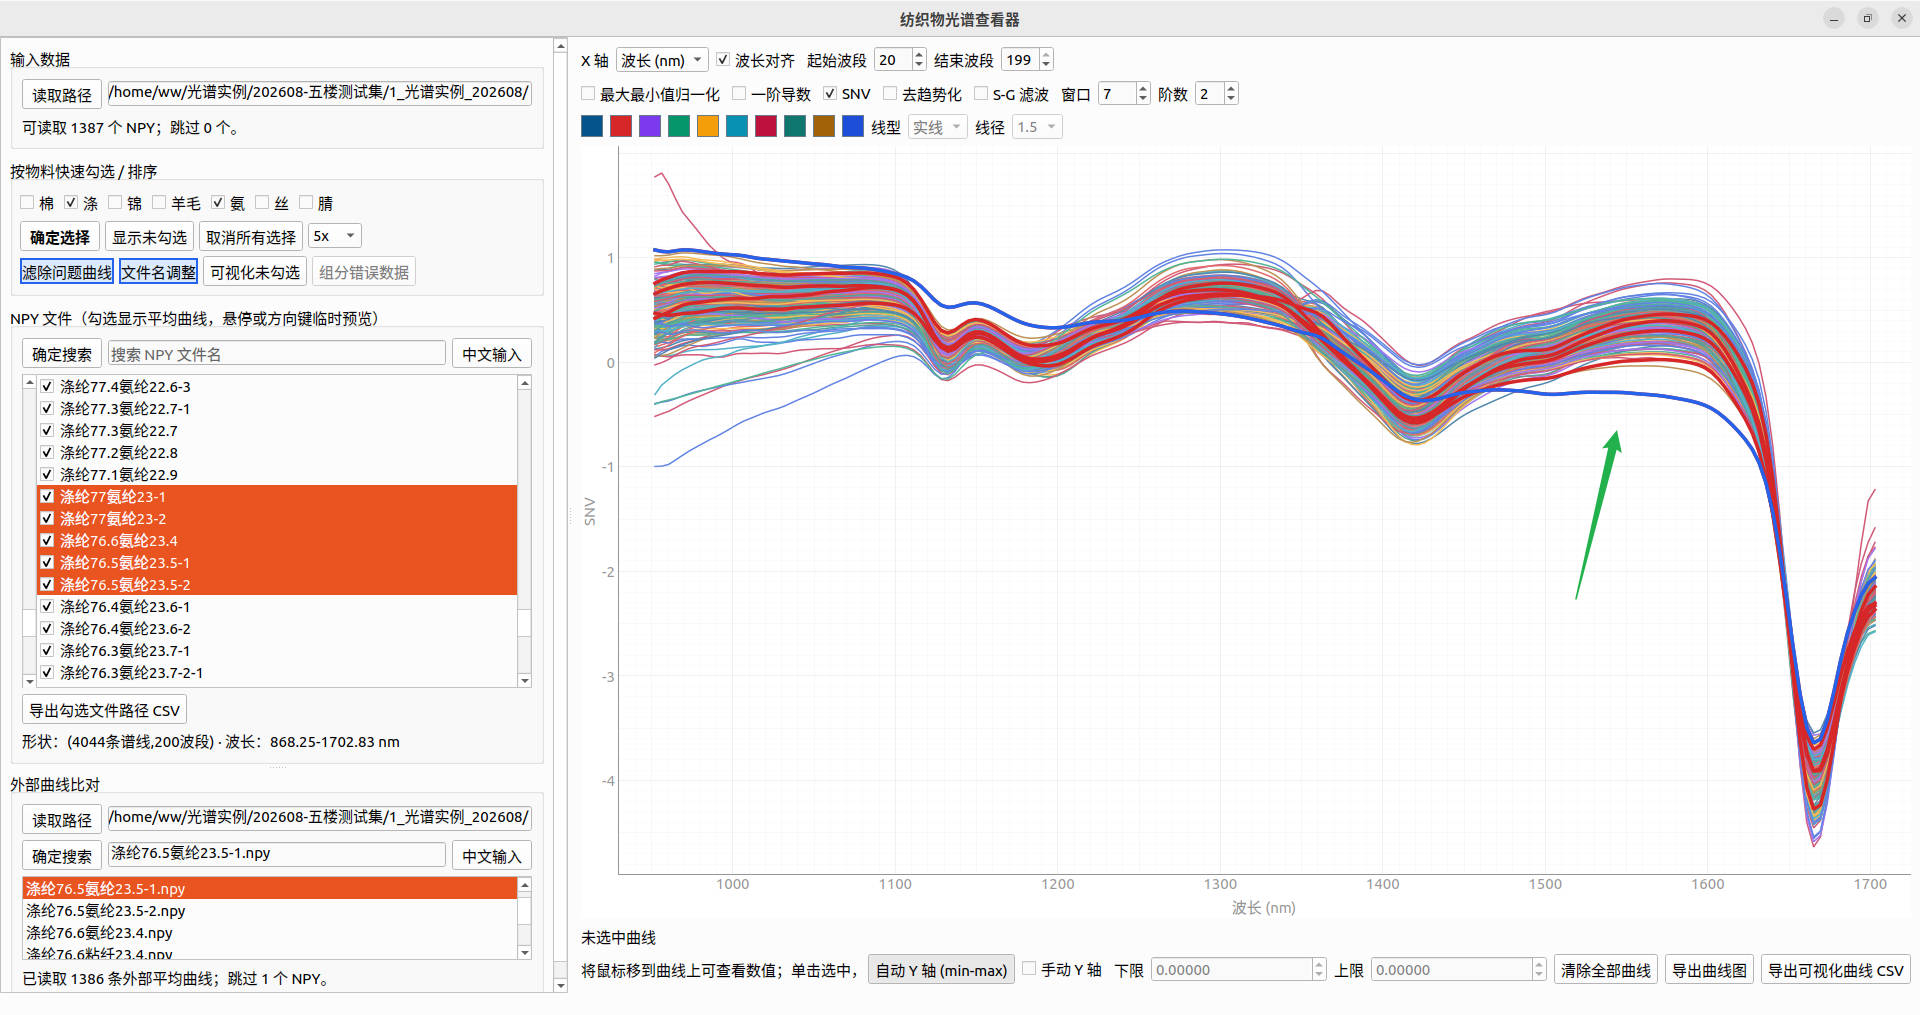 纺织物光谱查看器
输入数据
读取路径 /home/ww/光谱实例/202608-五楼测试集/1_光谱实例_202608/
可读取 1387 个 NPY；跳过 0 个。
按物料快速勾选 / 排序
棉 涤 锦 羊毛 氨 丝 腈
确定选择 显示未勾选 取消所有选择 5x
滤除问题曲线 文件名调整 可视化未勾选 组分错误数据
NPY 文件（勾选显示平均曲线，悬停或方向键临时预览）
确定搜索 搜索 NPY 文件名 中文输入
涤纶77.4氨纶22.6-3
涤纶77.3氨纶22.7-1
涤纶77.3氨纶22.7
涤纶77.2氨纶22.8
涤纶77.1氨纶22.9
涤纶77氨纶23-1
涤纶77氨纶23-2
涤纶76.6氨纶23.4
涤纶76.5氨纶23.5-1
涤纶76.5氨纶23.5-2
涤纶76.4氨纶23.6-1
涤纶76.4氨纶23.6-2
涤纶76.3氨纶23.7-1
涤纶76.3氨纶23.7-2-1
导出勾选文件路径 CSV
形状：(4044条谱线,200波段) · 波长：868.25-1702.83 nm
外部曲线比对
读取路径 /home/ww/光谱实例/202608-五楼测试集/1_光谱实例_202608/
确定搜索 涤纶76.5氨纶23.5-1.npy 中文输入
涤纶76.5氨纶23.5-1.npy
涤纶76.5氨纶23.5-2.npy
涤纶76.6氨纶23.4.npy
涤纶76.6粘纤23.4.npy
已读取 1386 条外部平均曲线；跳过 1 个 NPY。
X 轴 波长 (nm) 波长对齐 起始波段 20 结束波段 199
最大最小值归一化 一阶导数 SNV 去趋势化 S-G 滤波 窗口 7 阶数 2
线型 实线 线径 1.5
1
0
-1
-2
-3
-4
SNV
1000 1100 1200 1300 1400 1500 1600 1700
波长 (nm)
未选中曲线
将鼠标移到曲线上可查看数值；单击选中， 自动 Y 轴 (min-max) 手动 Y 轴 下限 0.00000 上限 0.00000 清除全部曲线 导出曲线图 导出可视化曲线 CSV